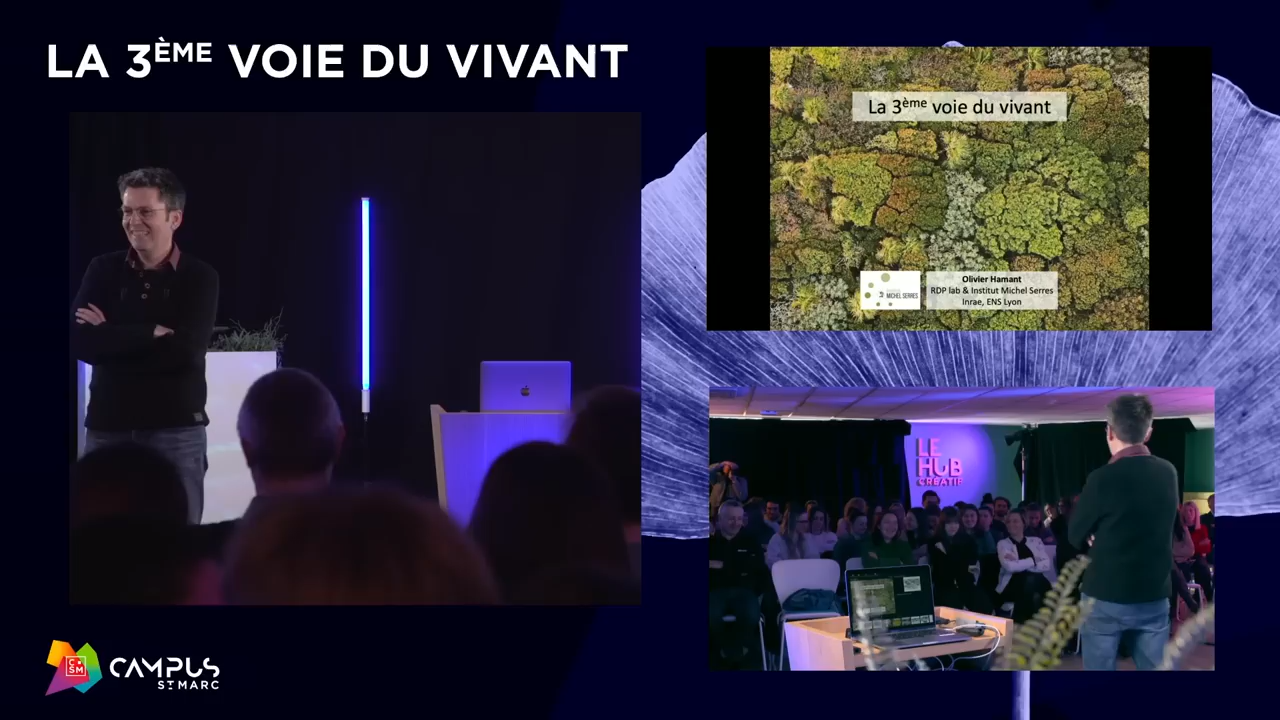 LA 3ÈME VOIE DU VIVANT
La 3ème voie du vivant
MICHEL SERRES
Olivier Hamant
RDP lab & Institut Michel Serres
Inrae, ENS Lyon
LE
HUB
CRÉATIF
C
SM
CAMPUS
ST MARC